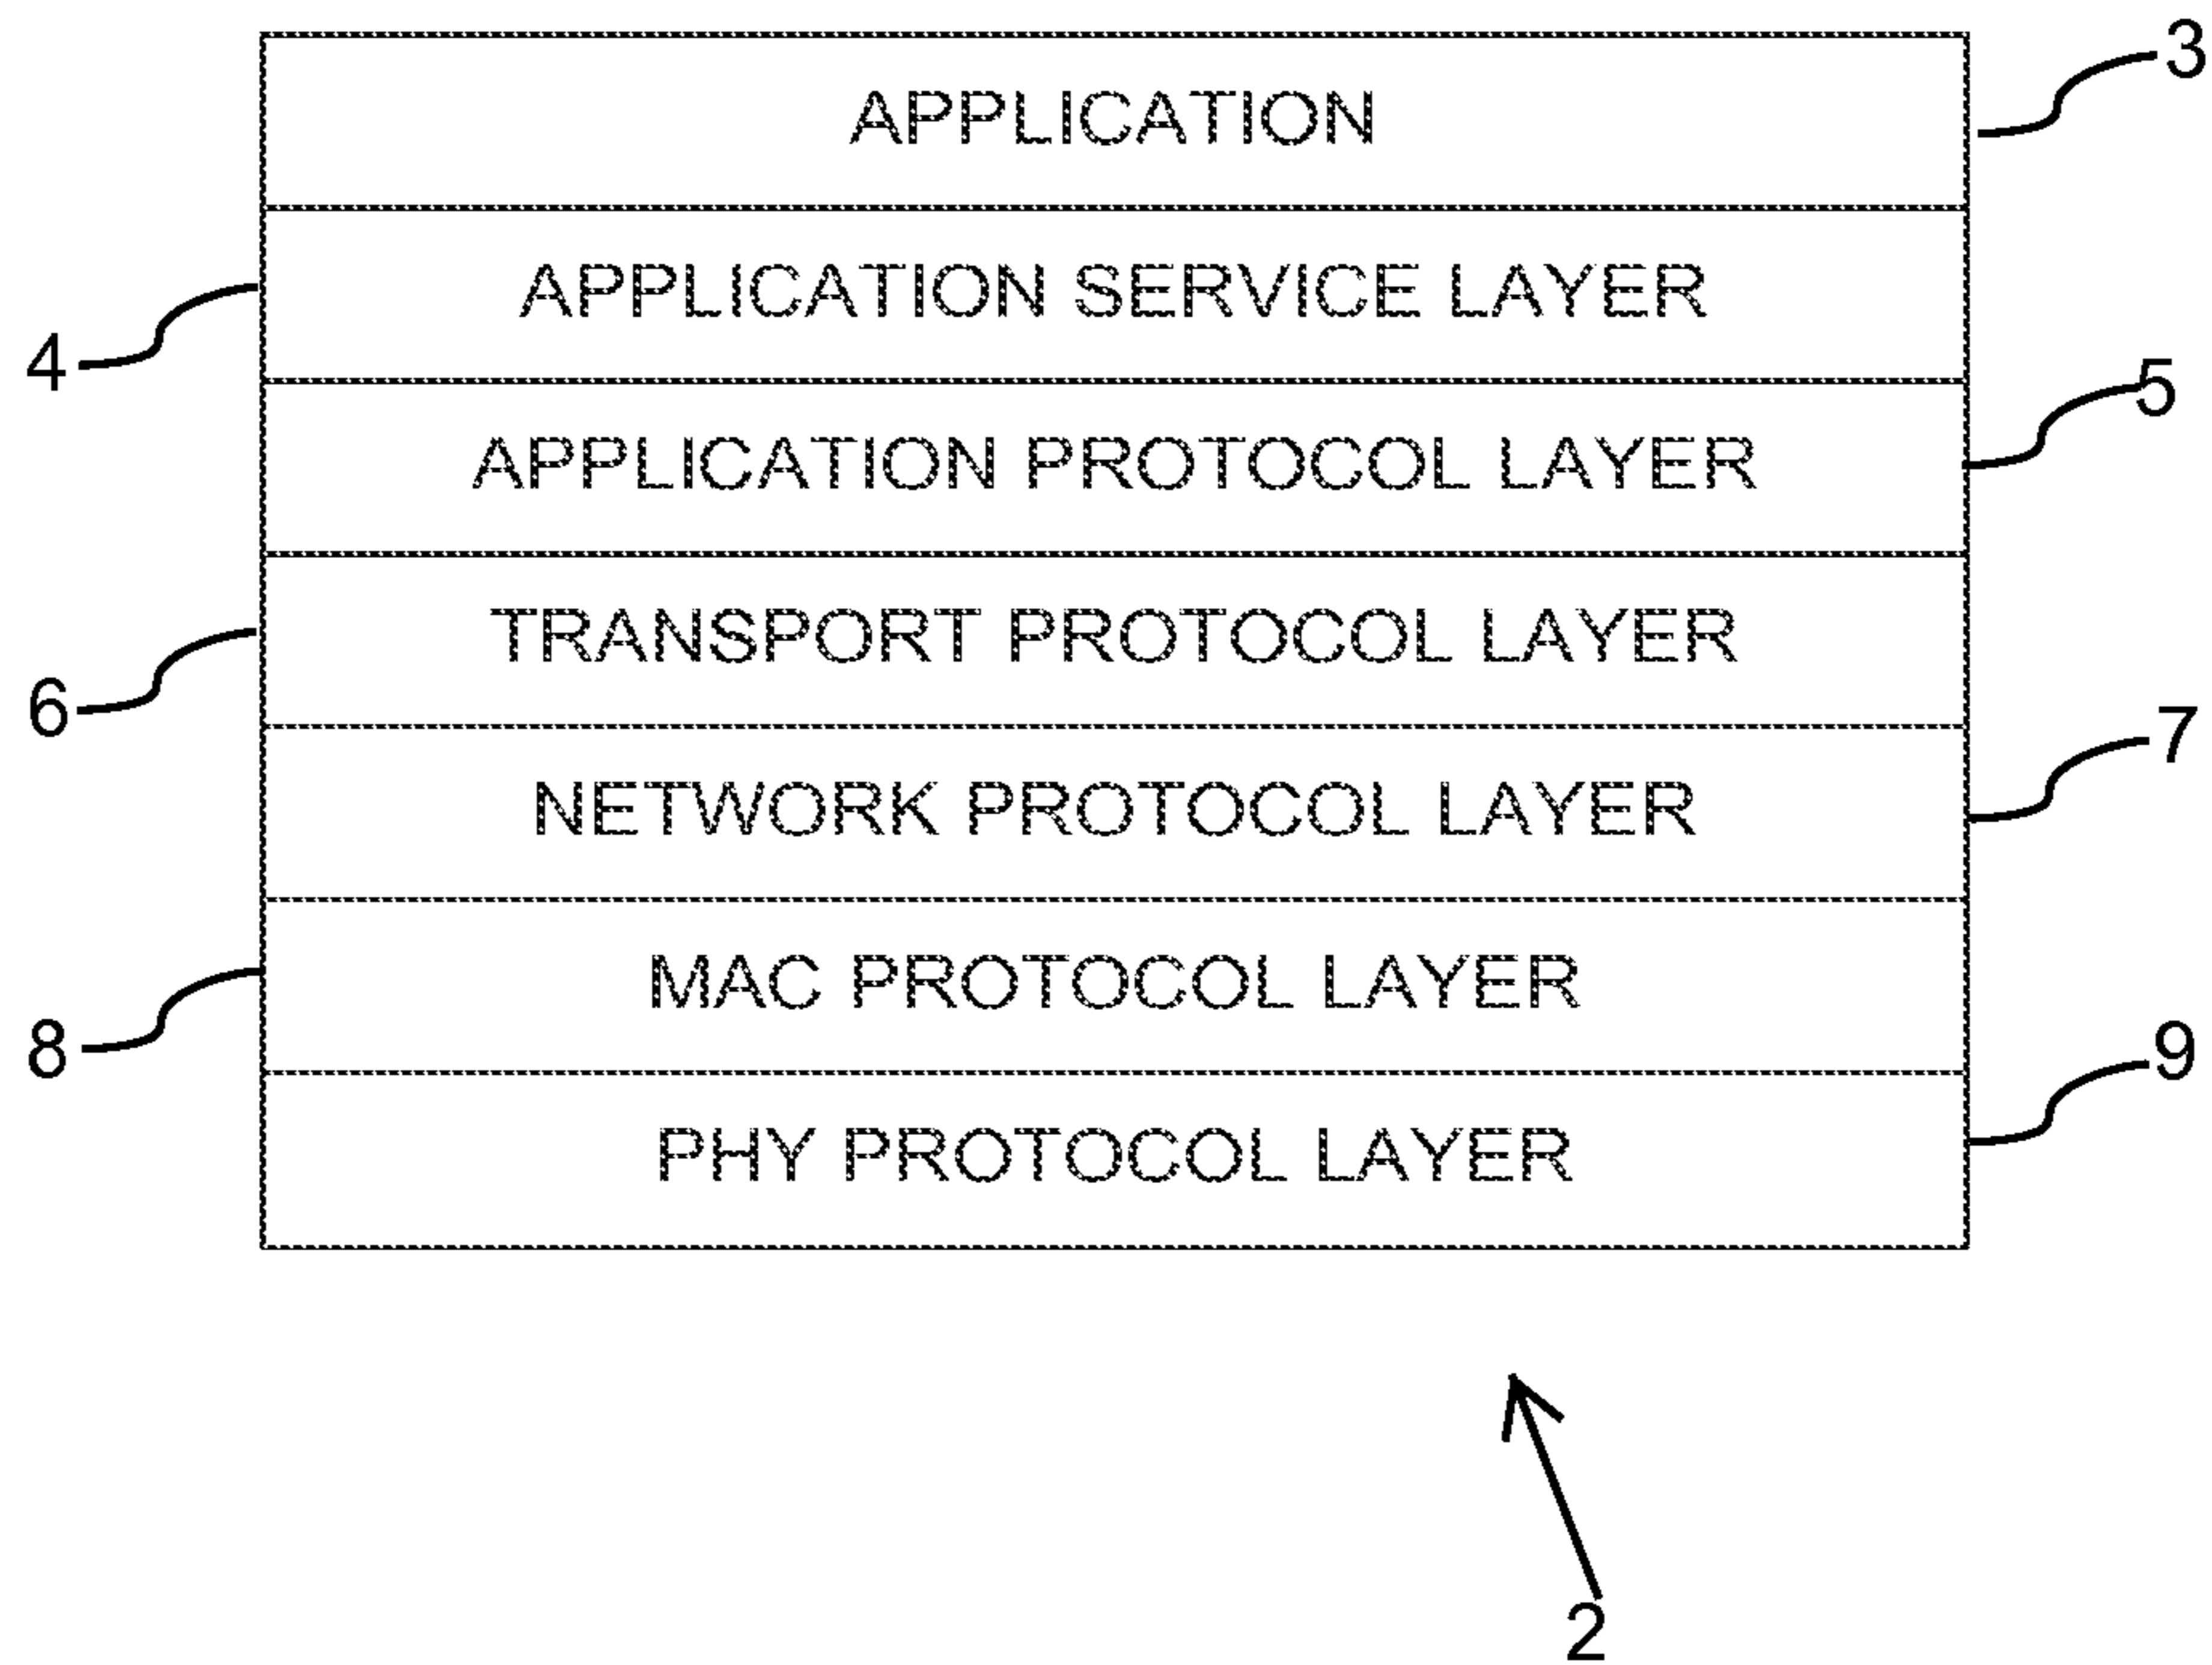 APPLICATION
3
APPLICATION SERVICE LAYER
4
APPLICATION PROTOCOL LAYER
5
TRANSPORT PROTOCOL LAYER
6
NETWORK PROTOCOL LAYER
7
MAC PROTOCOL LAYER
8
PHY PROTOCOL LAYER
9
2